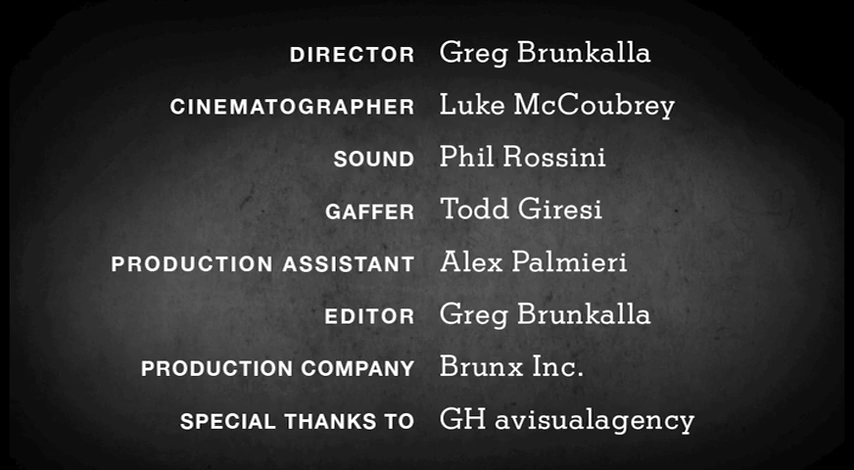 DIRECTOR Greg Brunkalla
CINEMATOGRAPHER Luke McCoubrey
SOUND Phil Rossini
GAFFER Todd Giresi
PRODUCTION ASSISTANT Alex Palmieri
EDITOR Greg Brunkalla
PRODUCTION COMPANY Brunx Inc.
SPECIAL THANKS TO GH avisualagency